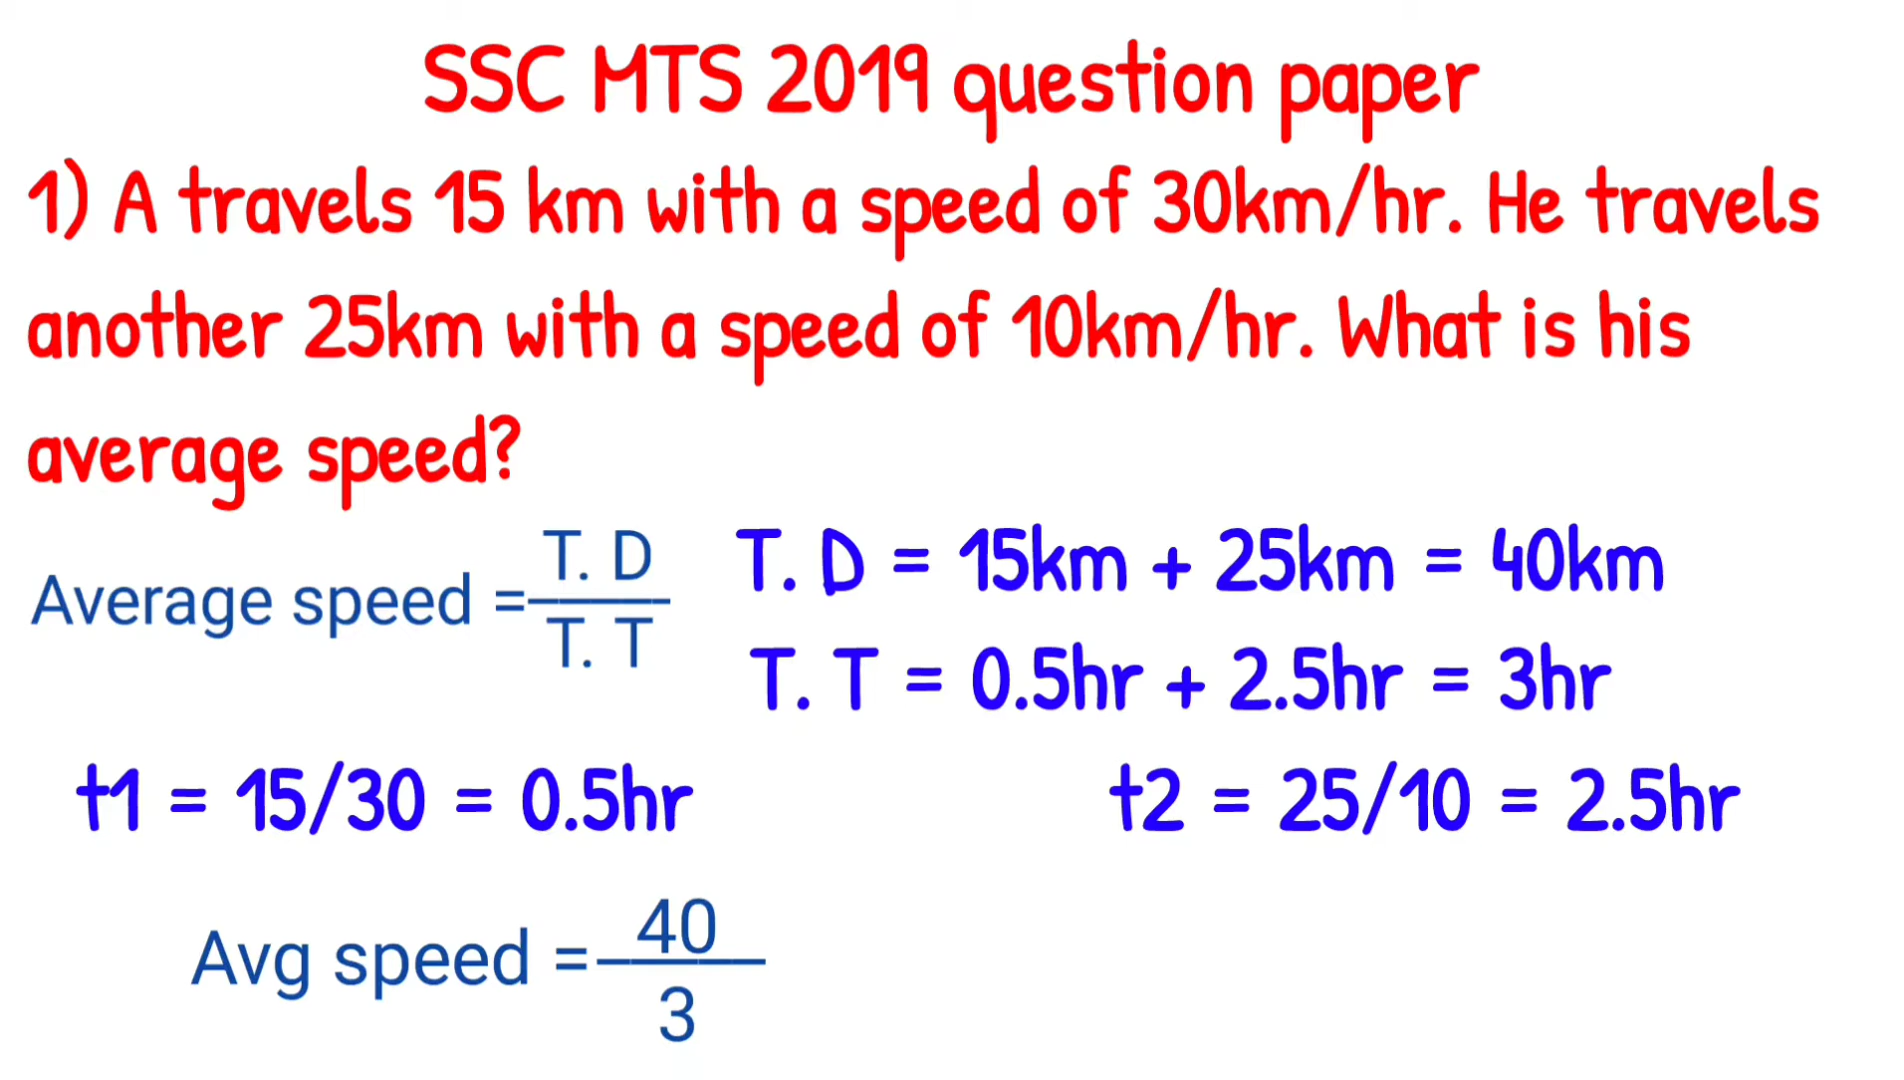 SSC MTS 2019 question paper
1) A travels 15 km with a speed of 30km/hr. He travels
another 25km with a speed of 10km/hr. What is his
average speed?
Average speed = T. D / T. T
T. D = 15km + 25km = 40km
T. T = 0.5hr + 2.5hr = 3hr
t1 = 15/30 = 0.5hr
t2 = 25/10 = 2.5hr
Avg speed = 40 / 3